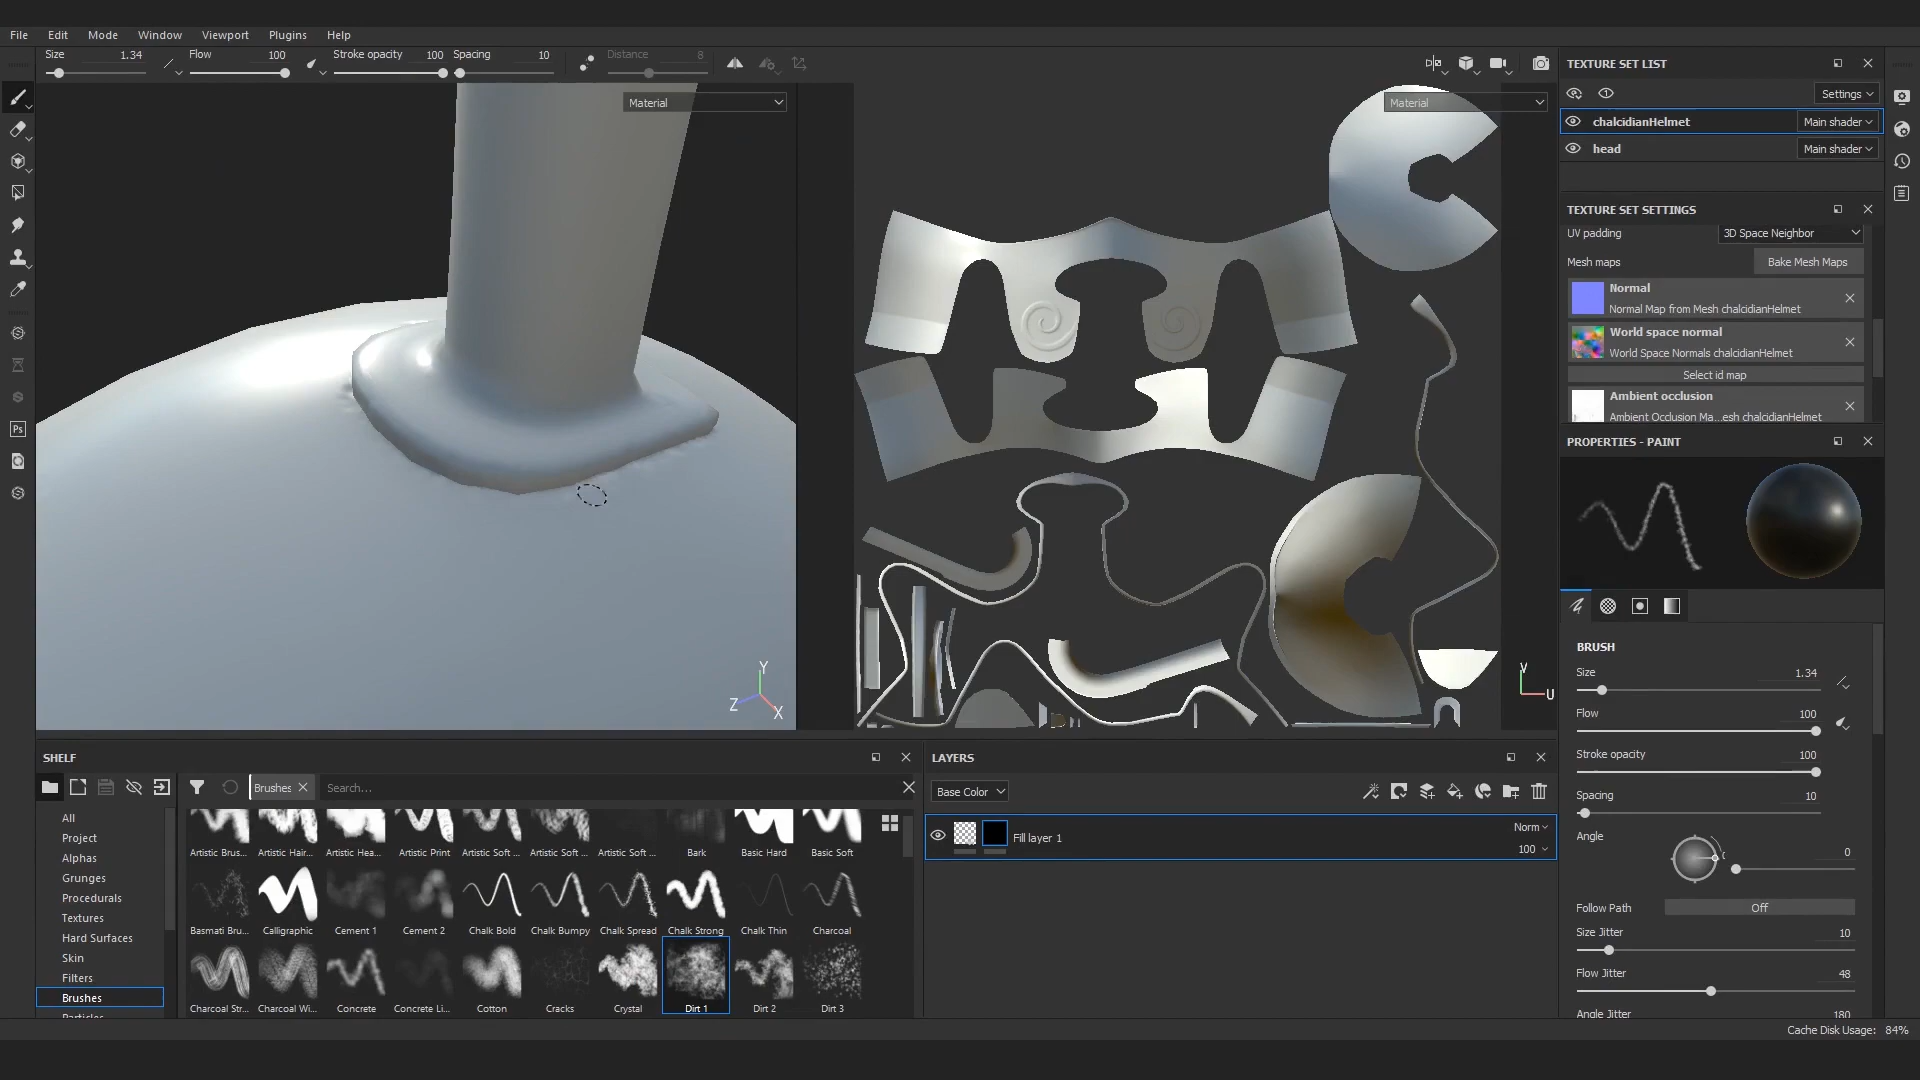 File Edit Mode Window Viewport Plugins Help
Size 1.34 Flow 100 Stroke opacity 100 Spacing 10 Distance 8
Material
Material
Y
Z
X
V
U
TEXTURE SET LIST
Settings
chalcidianHelmet Main shader
head Main shader
TEXTURE SET SETTINGS
UV padding 3D Space Neighbor
Mesh maps Bake Mesh Maps
Normal
Normal Map from Mesh chalcidianHelmet
World space normal
World Space Normals chalcidianHelmet
Select id map
Ambient occlusion
Ambient Occlusion Ma...esh chalcidianHelmet
PROPERTIES - PAINT
BRUSH
Size 1.34
Flow 100
Stroke opacity 100
Spacing 10
Angle 0
Follow Path Off
Size Jitter 10
Flow Jitter 48
Angle Jitter 180
Ps
SHELF
Brushes Search...
All
Project
Alphas
Grunges
Procedurals
Textures
Hard Surfaces
Skin
Filters
Brushes
Particles
Artistic Brus... Artistic Hair... Artistic Hea... Artistic Print Artistic Soft ... Artistic Soft ... Artistic Soft ... Bark Basic Hard Basic Soft
Basmati Bru... Calligraphic Cement 1 Cement 2 Chalk Bold Chalk Bumpy Chalk Spread Chalk Strong Chalk Thin Charcoal
Charcoal Str... Charcoal Wi... Concrete Concrete Li... Cotton Cracks Crystal Dirt 1 Dirt 2 Dirt 3
LAYERS
Base Color
Fill layer 1 Norm
100
Cache Disk Usage: 84%